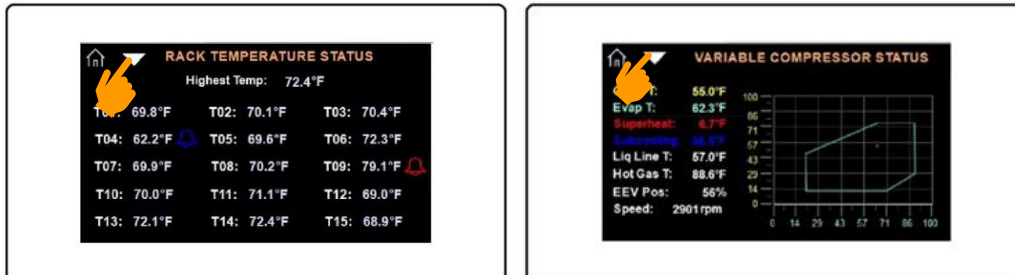 RACK TEMPERATURE STATUS
Highest Temp: 72.4°F
69.8°F T02: 70.1°F T03: 70.4°F
T04: 62.2°F T05: 69.6°F T06: 72.3°F
T07: 69.9°F T08: 70.2°F T09: 79.1°F
T10: 70.0°F T11: 71.1°F T12: 69.0°F
T13: 72.1°F T14: 72.4°F T15: 68.9°F
VARIABLE COMPRESSOR STATUS
T: 55.0°F
Evap T: 62.3°F
Superheat: 6.7°F
Subcooling:
Liq Line T: 57.0°F
Hot Gas T: 88.6°F
EEV Pos: 56%
Speed: 2901 rpm
100
86
71
57
43
29
14
0
0 14 29 43 57 71 86 100